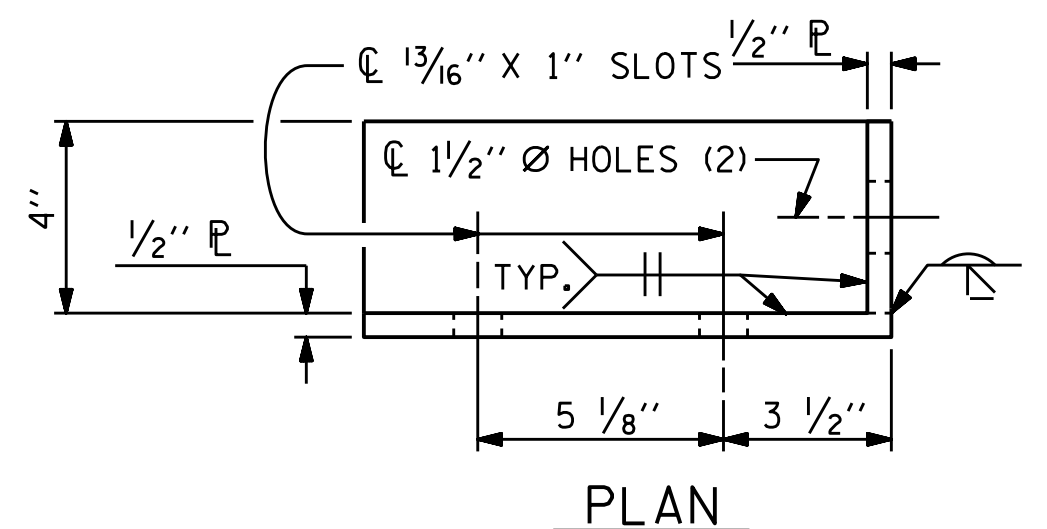 ℄ 13/16" X 1" SLOTS
1/2" ⅊
℄ 1 1/2" Ø HOLES (2)
4"
1/2" ⅊
TYP.
5 1/8"
3 1/2"
PLAN